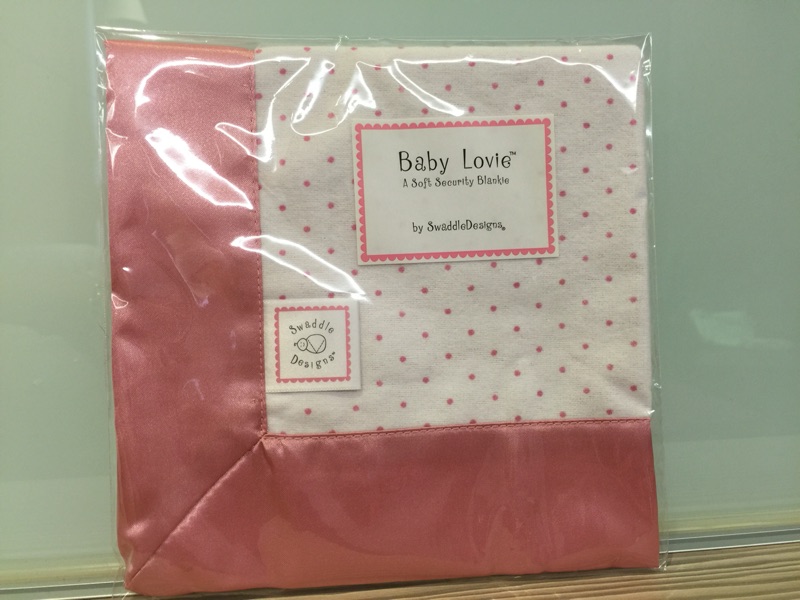 Baby Lovie™
A Soft Security Blankie
by SwaddleDesigns®
Swaddle
Designs®